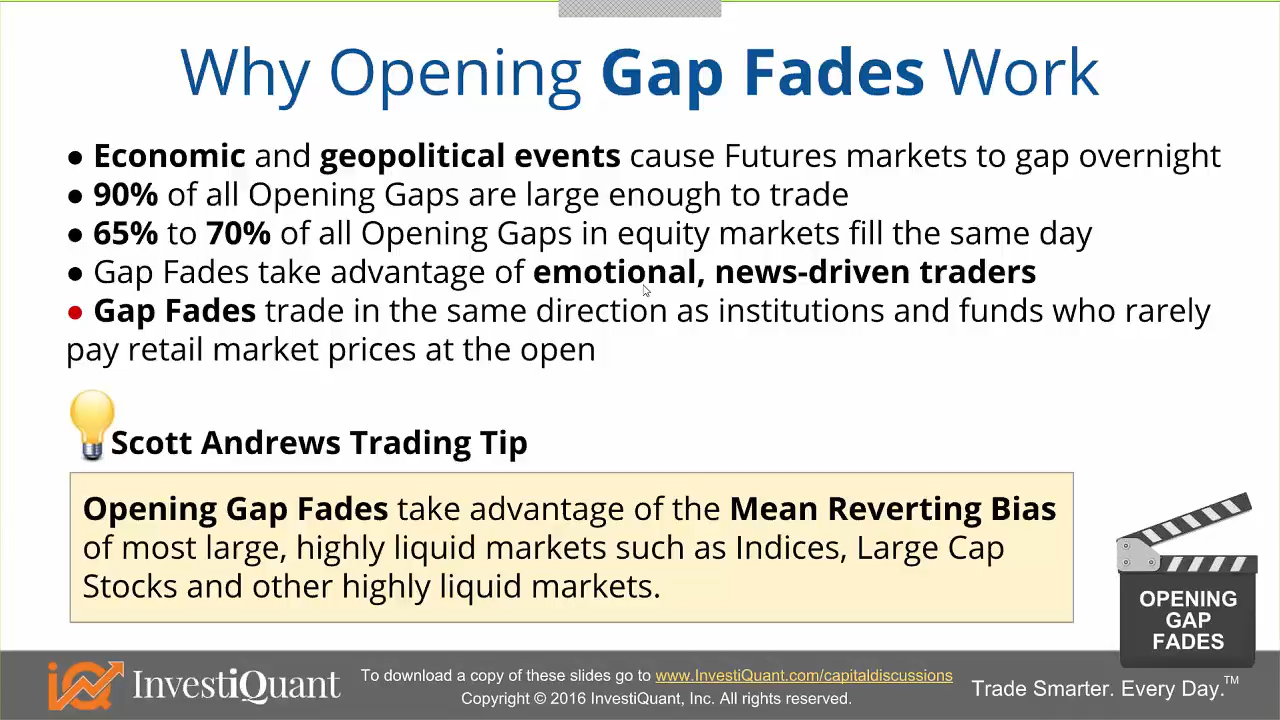 Why Opening Gap Fades Work
● Economic and geopolitical events cause Futures markets to gap overnight
● 90% of all Opening Gaps are large enough to trade
● 65% to 70% of all Opening Gaps in equity markets fill the same day
● Gap Fades take advantage of emotional, news-driven traders
● Gap Fades trade in the same direction as institutions and funds who rarely
pay retail market prices at the open
Scott Andrews Trading Tip
Opening Gap Fades take advantage of the Mean Reverting Bias
of most large, highly liquid markets such as Indices, Large Cap
Stocks and other highly liquid markets.
OPENING
GAP
FADES
iQ InvestiQuant
To download a copy of these slides go to www.InvestiQuant.com/capitaldiscussions
Copyright © 2016 InvestiQuant, Inc. All rights reserved.
Trade Smarter. Every Day.™